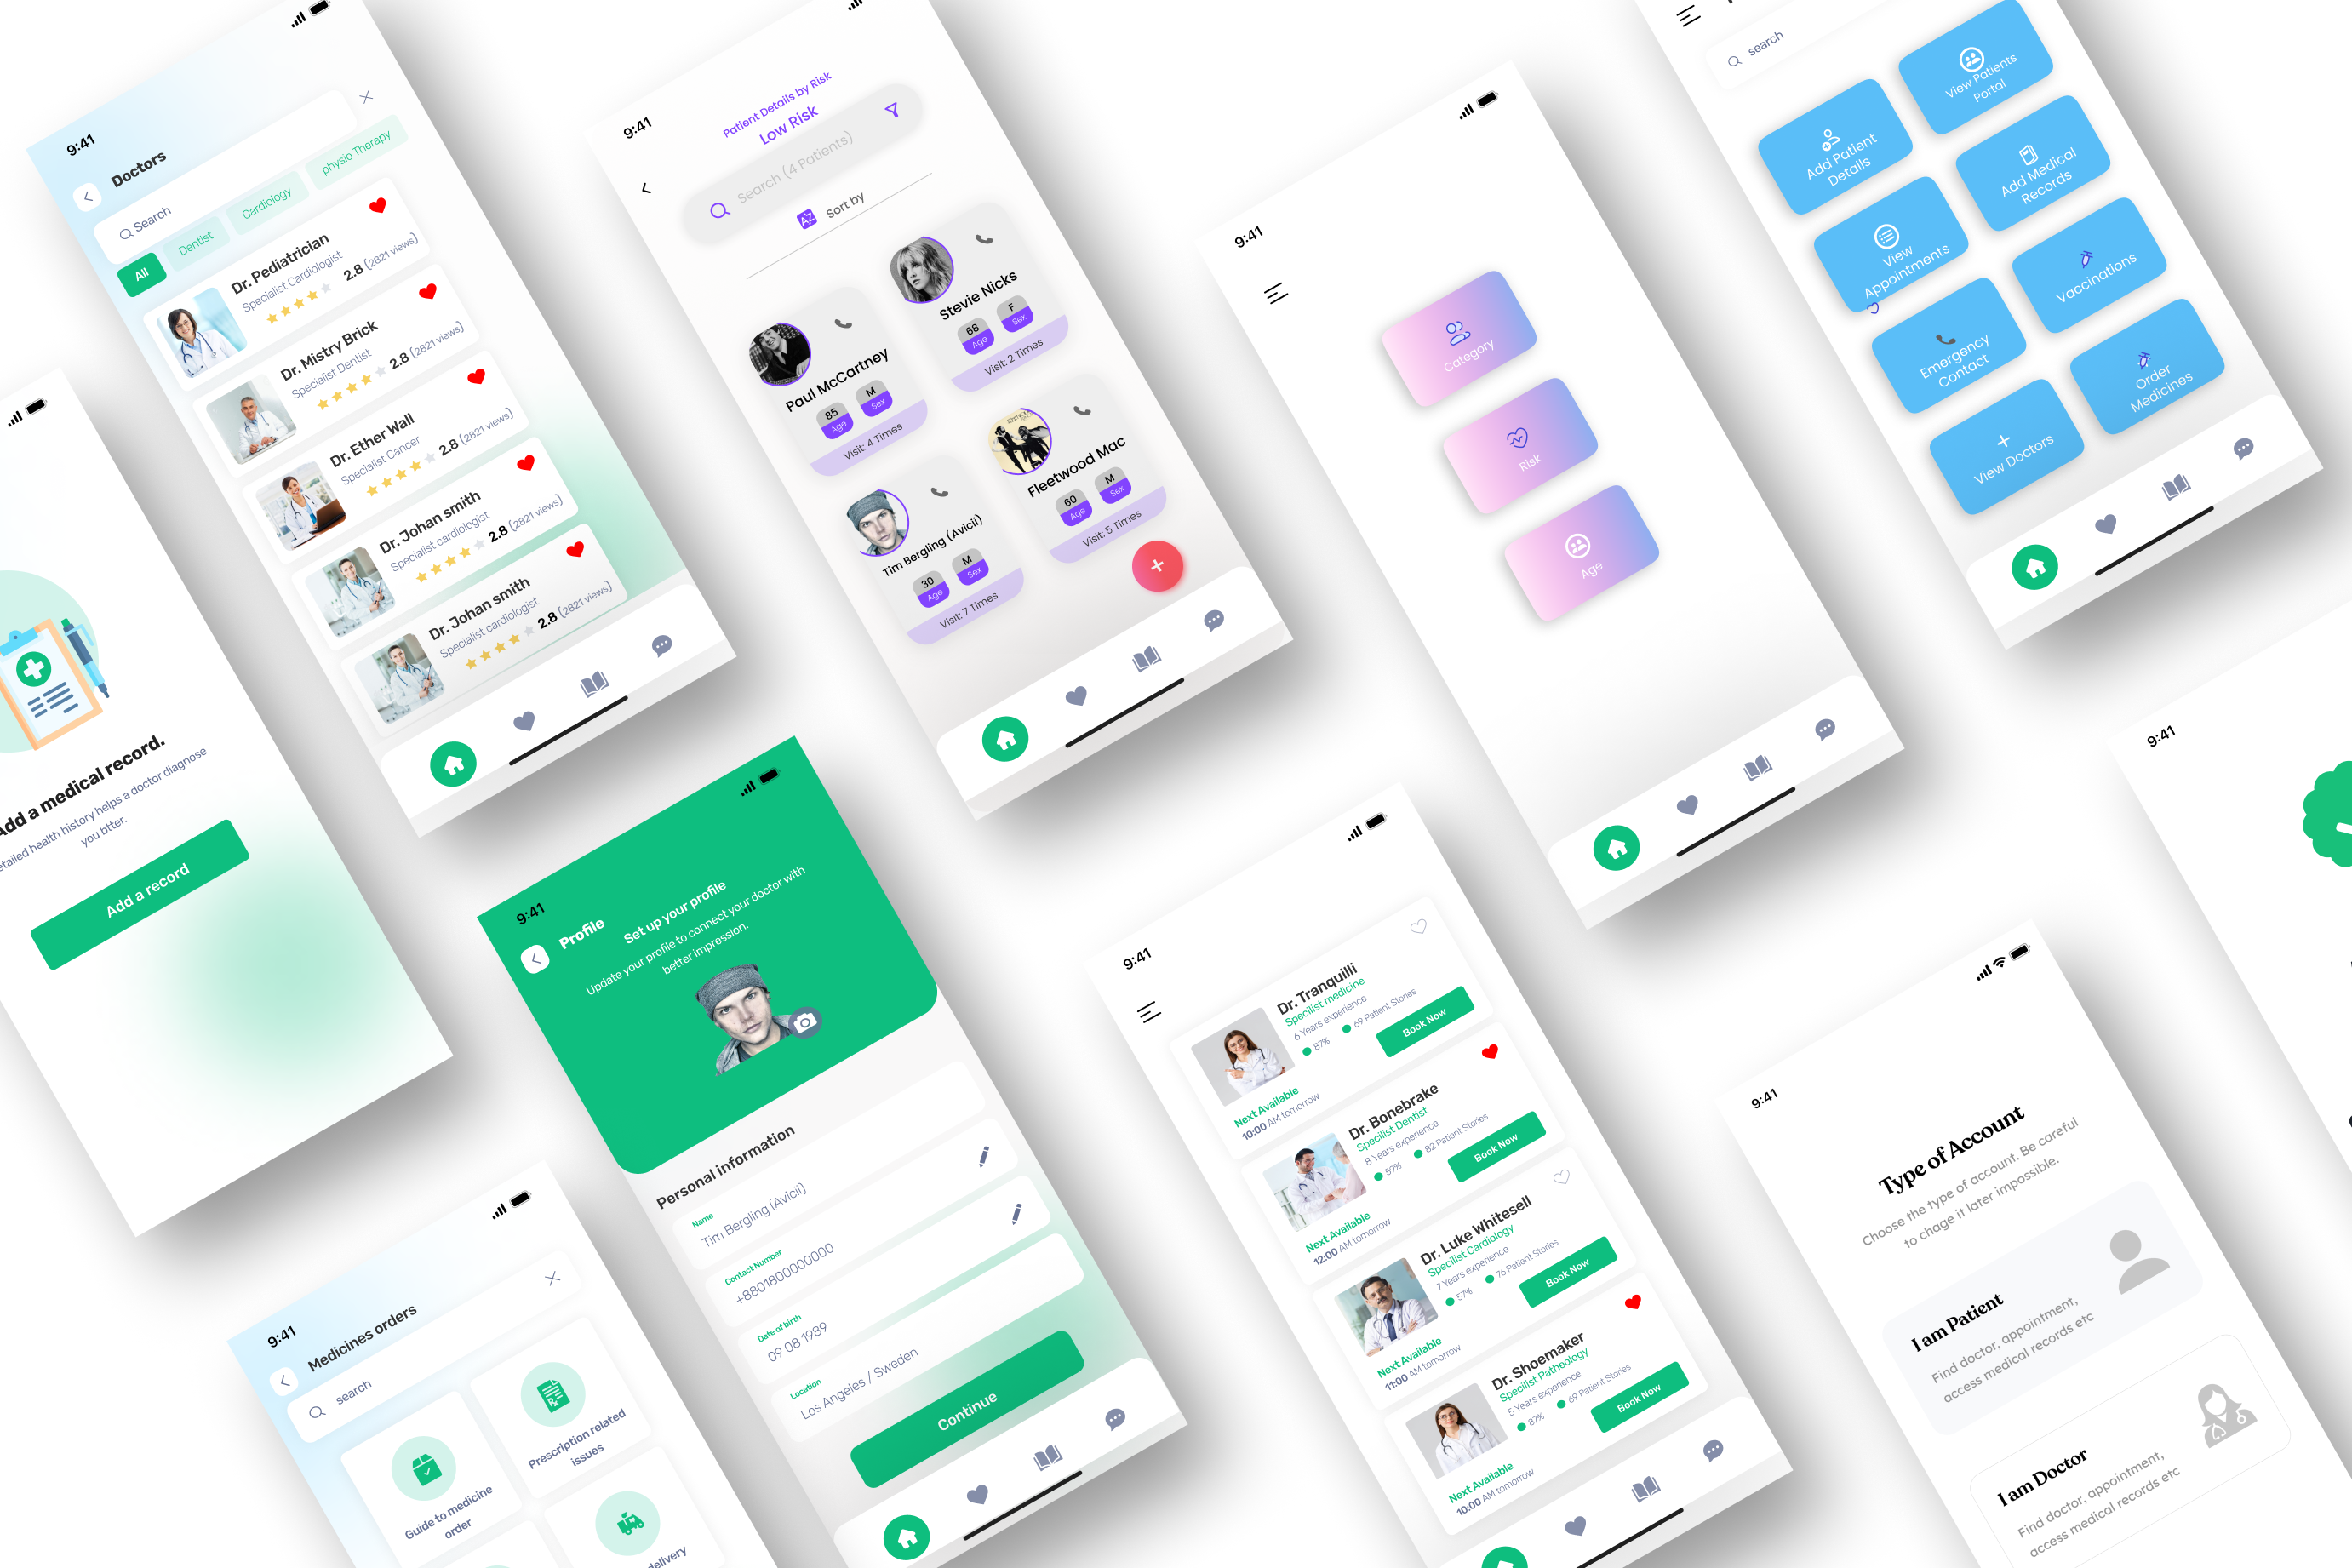 Add a medical record.
etailed health history helps a doctor diagnose
you btter.
Add a record
9:41
Doctors
Search
All
Dentist
Cardiology
physio Therapy
Dr. Pediatrician
Specialist Cardiologist
2.8 (2821 views)
Dr. Mistry Brick
Specialist Dentist
2.8 (2821 views)
Dr. Ether Wall
Specialist Cancer
2.8 (2821 views)
Dr. Johan smith
Specialist cardiologist
2.8 (2821 views)
Dr. Johan smith
Specialist cardiologist
2.8 (2821 views)
9:41
Patient Details by Risk
Low Risk
Search (4 Patients)
AZ
sort by
Paul McCartney
85
Age
M
Sex
Visit: 4 Times
Stevie Nicks
68
Age
F
Sex
Visit: 2 Times
Tim Bergling (Avicii)
30
Age
M
Sex
Visit: 7 Times
Fleetwood Mac
60
Age
M
Sex
Visit: 5 Times
9:41
Category
Risk
Age
search
Add Patient
Details
View Patients
Portal
View
Appointments
Add Medical
Records
Emergency
Contact
Vaccinations
View Doctors
Order
Medicines
9:41
Medicines orders
search
Guide to medicine
order
Prescription related
issues
delivery
9:41
Profile
Set up your profile
Update your profile to connect your doctor with
better impression.
Personal information
Name
Tim Bergling (Avicii)
Contact Number
+8801800000000
Date of birth
09 08 1989
Location
Los Angeles / Sweden
Continue
9:41
Dr. Tranquilli
Specilist medicine
6 Years experience
87%
69 Patient Stories
Next Available
10:00 AM tomorrow
Book Now
Dr. Bonebrake
Specilist Dentist
8 Years experience
59%
82 Patient Stories
Next Available
12:00 AM tomorrow
Book Now
Dr. Luke Whitesell
Specilist Cardiology
7 Years experience
57%
76 Patient Stories
Next Available
11:00 AM tomorrow
Book Now
Dr. Shoemaker
Specilist Patheology
5 Years experience
87%
69 Patient Stories
Next Available
10:00 AM tomorrow
Book Now
9:41
Type of Account
Choose the type of account. Be careful
to chage it later impossible.
I am Patient
Find doctor, appointment,
access medical records etc
I am Doctor
Find doctor, appointment,
access medical records etc
9:41